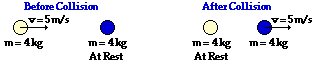 Before Collision
After Collision
v = 5 m/s
v = 5 m/s
m = 4 kg
m = 4 kg
m = 4 kg
m = 4 kg
At Rest
At Rest